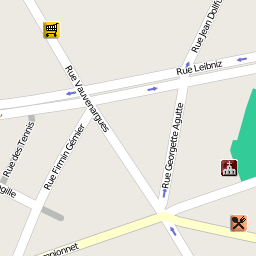 Rue Jean Dollfus
Rue Leibniz
Rue Vauvenargues
Rue Georgette Agutte
Rue des Tennis
Rue Firmin Gémier